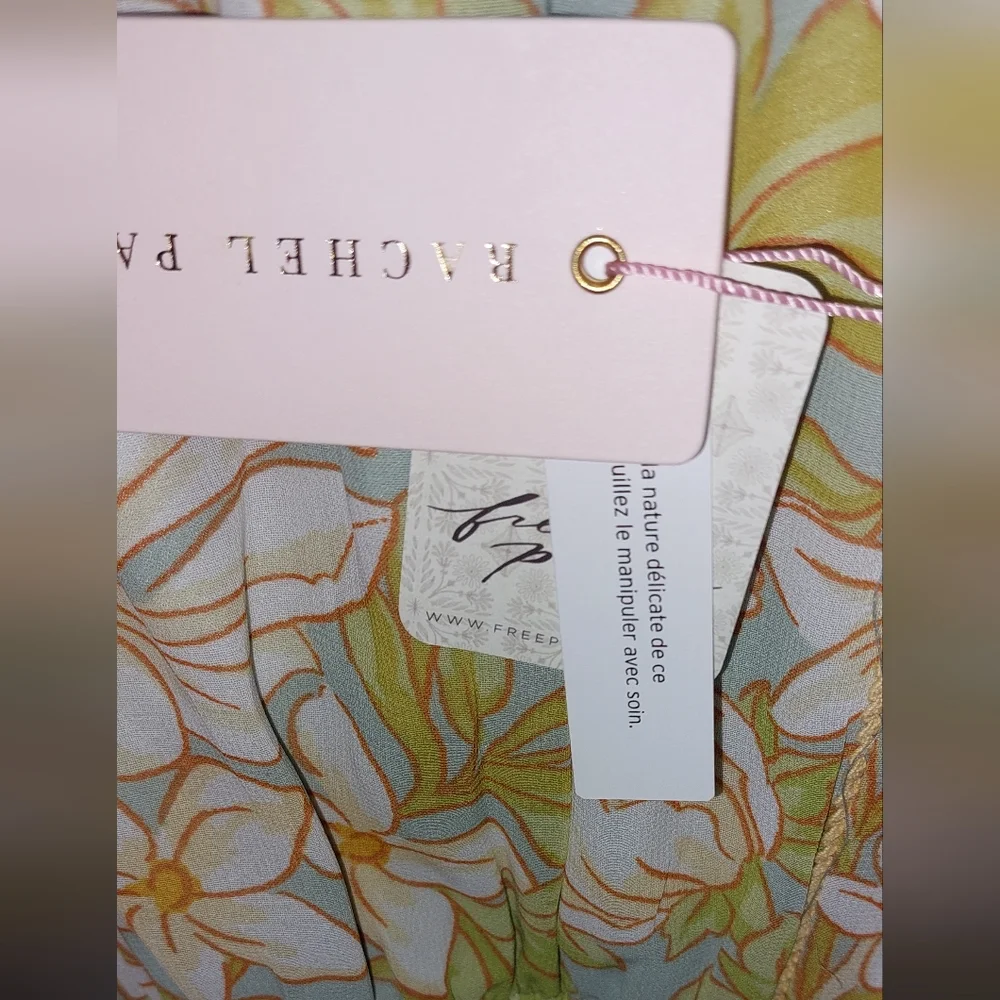 RACHEL PA
la nature délicate de ce
uillez le manipuler avec soin.
WWW.FREEP